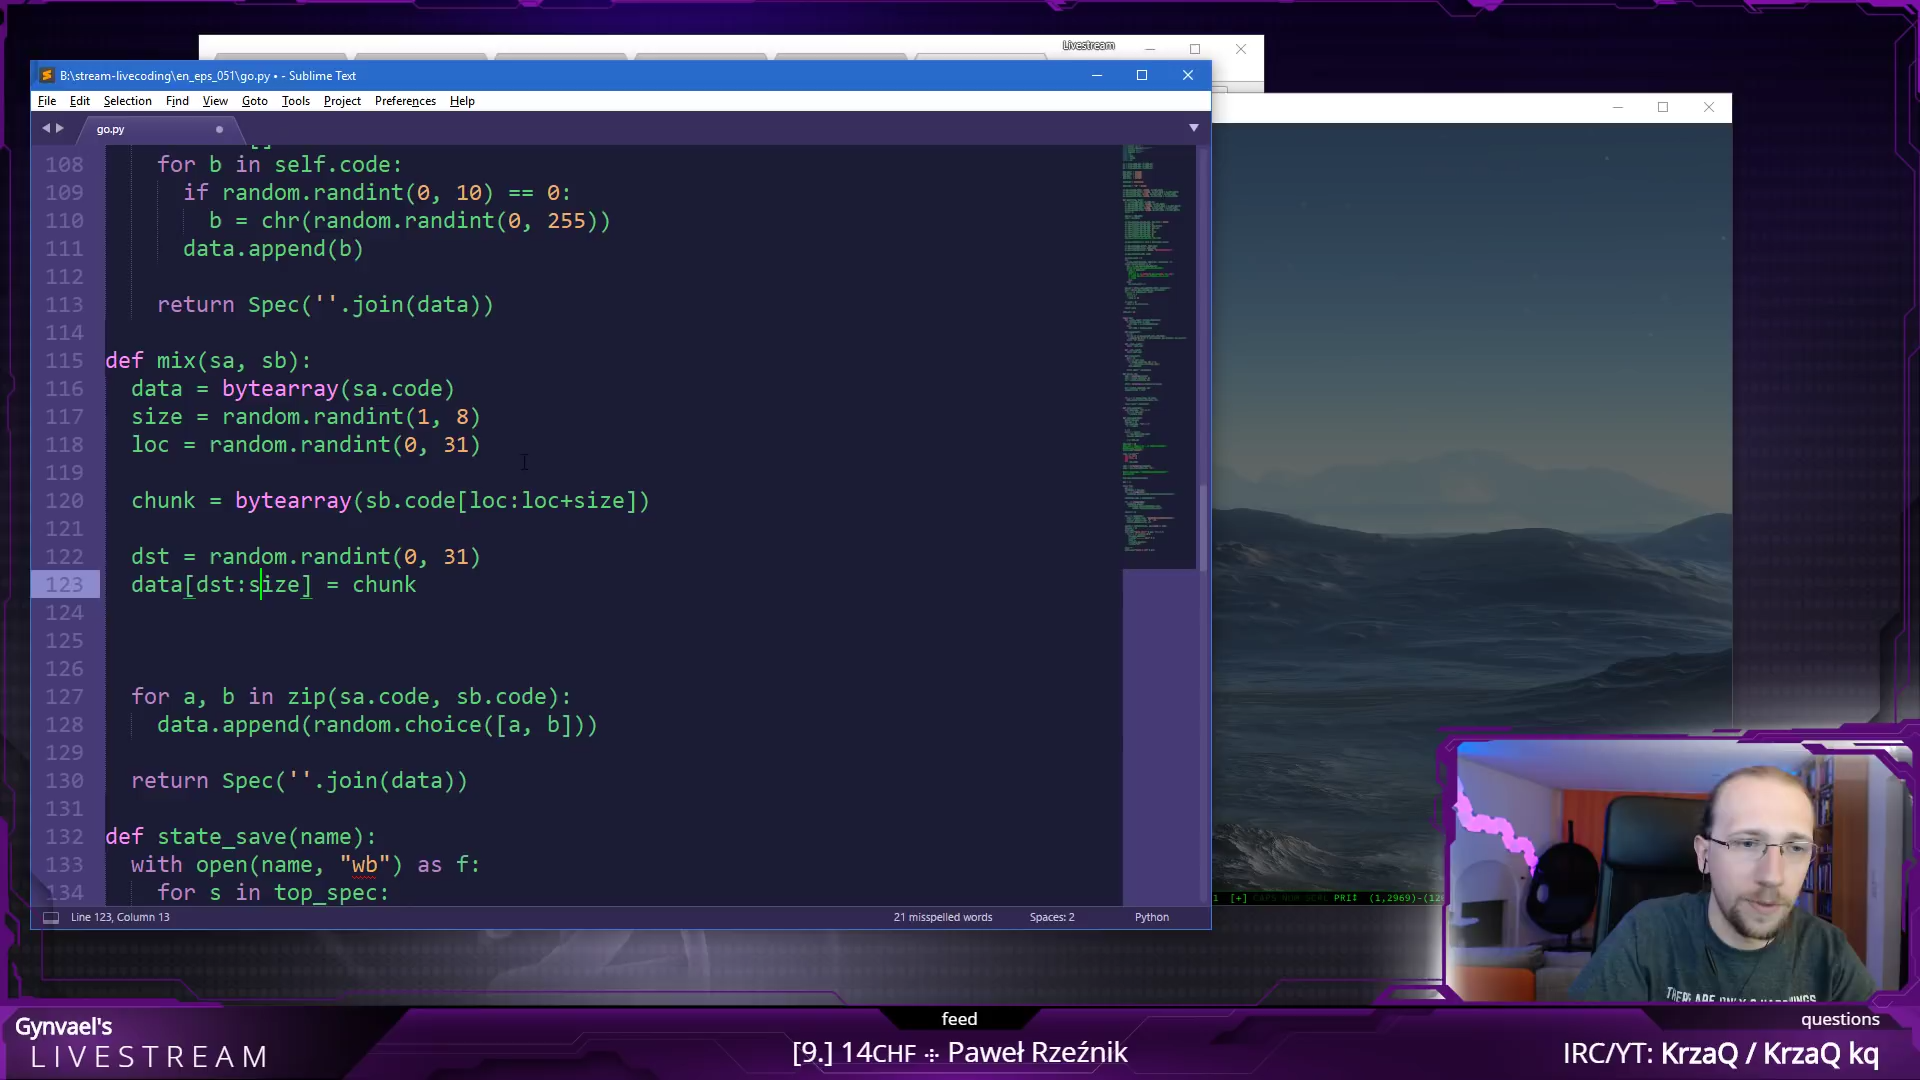 Livestream
B:\stream-livecoding\en_eps_051\go.py • - Sublime Text
File Edit Selection Find View Goto Tools Project Preferences Help
go.py
108 for b in self.code:
109 if random.randint(0, 10) == 0:
110 b = chr(random.randint(0, 255))
111 data.append(b)
112
113 return Spec(''.join(data))
114
115 def mix(sa, sb):
116 data = bytearray(sa.code)
117 size = random.randint(1, 8)
118 loc = random.randint(0, 31)
119
120 chunk = bytearray(sb.code[loc:loc+size])
121
122 dst = random.randint(0, 31)
123 data[dst:size] = chunk
124
125
126
127 for a, b in zip(sa.code, sb.code):
128 data.append(random.choice([a, b]))
129
130 return Spec(''.join(data))
131
132 def state_save(name):
133 with open(name, "wb") as f:
134 for s in top_spec:
Line 123, Column 13 21 misspelled words Spaces: 2 Python
Gynvael's
LIVESTREAM
feed
[9.] 14CHF ⊹ Paweł Rzeźnik
questions
IRC/YT: KrzaQ / KrzaQ kq